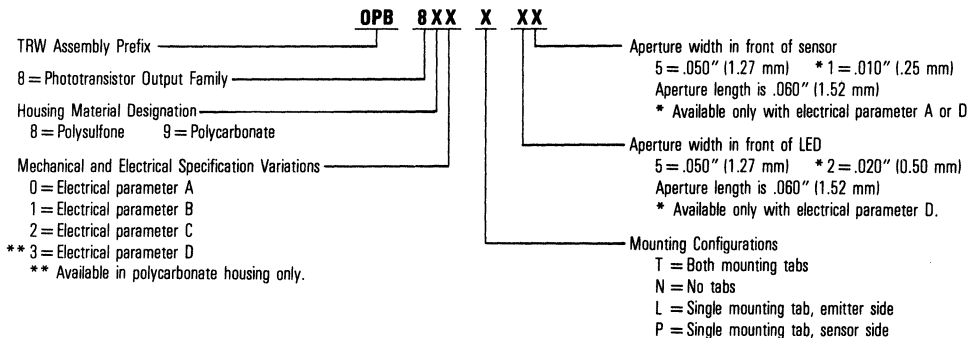 OPB 8XX X XX
TRW Assembly Prefix
8 = Phototransistor Output Family
Housing Material Designation
8 = Polysulfone 9 = Polycarbonate
Mechanical and Electrical Specification Variations
0 = Electrical parameter A
1 = Electrical parameter B
2 = Electrical parameter C
** 3 = Electrical parameter D
** Available in polycarbonate housing only.
Aperture width in front of sensor
5 = .050" (1.27 mm) * 1 = .010" (.25 mm)
Aperture length is .060" (1.52 mm)
* Available only with electrical parameter A or D
Aperture width in front of LED
5 = .050" (1.27 mm) * 2 = .020" (0.50 mm)
Aperture length is .060" (1.52 mm)
* Available only with electrical parameter D.
Mounting Configurations
T = Both mounting tabs
N = No tabs
L = Single mounting tab, emitter side
P = Single mounting tab, sensor side